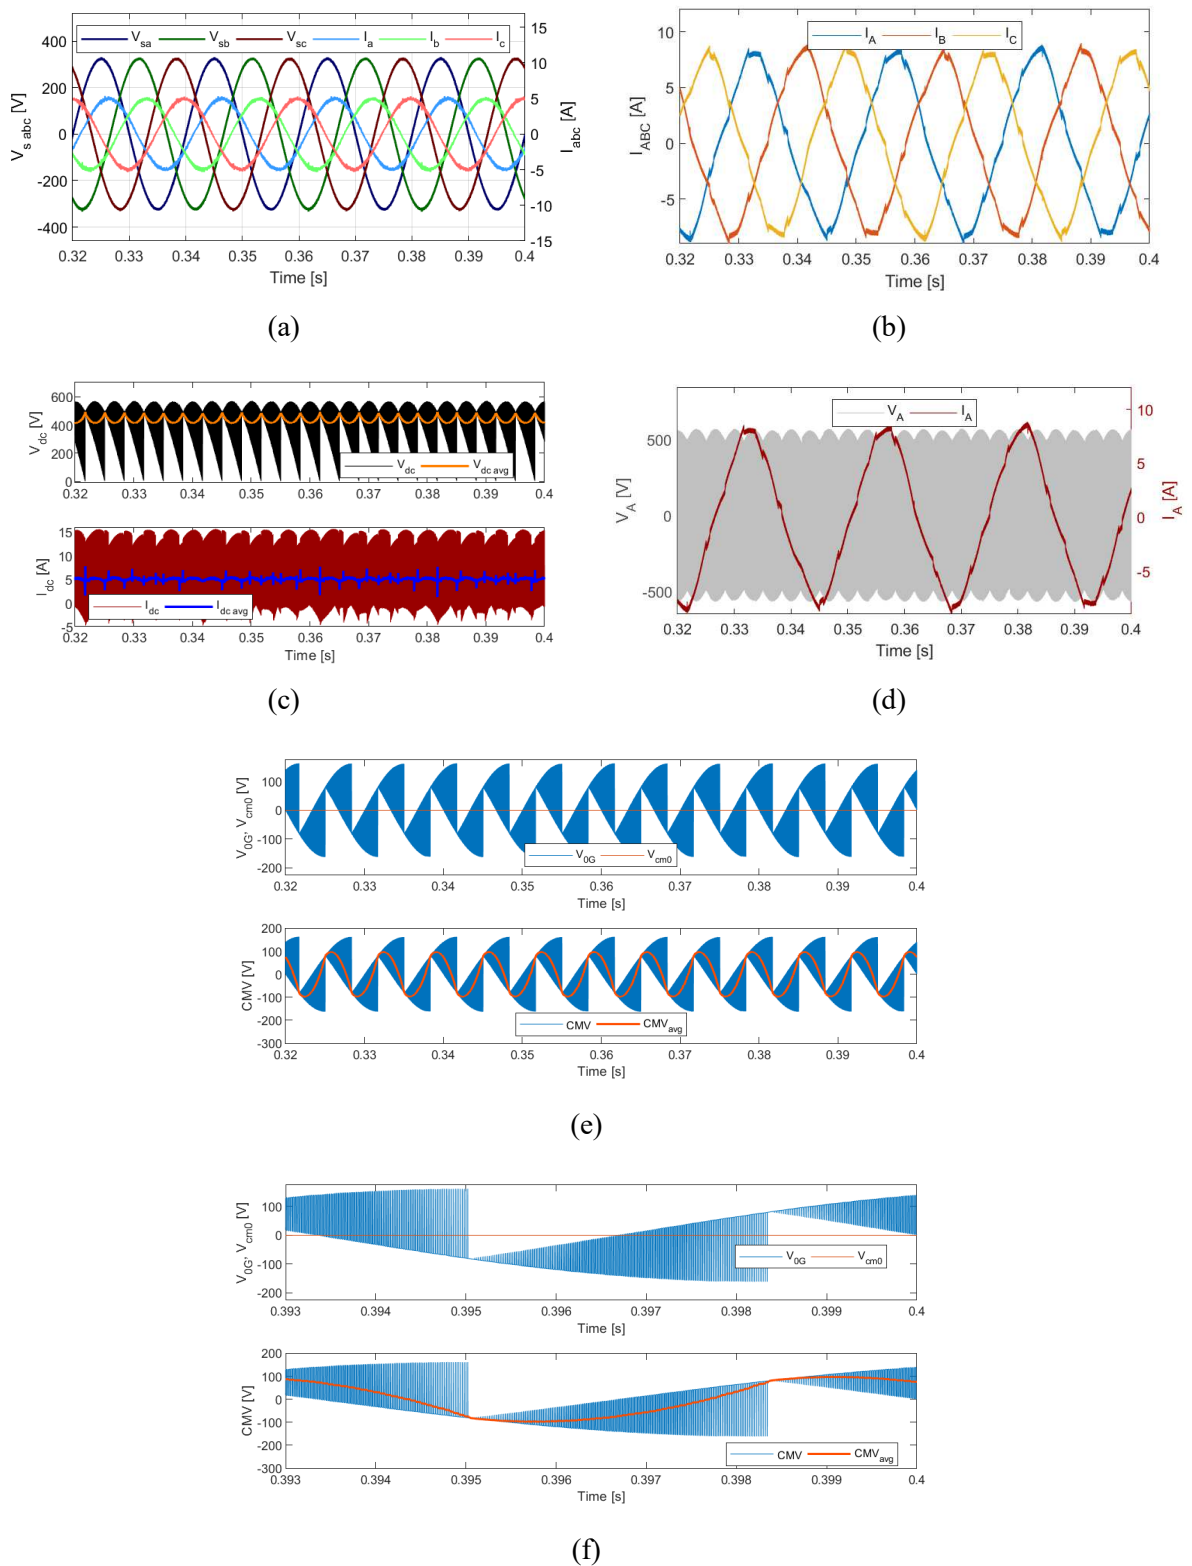 V_sa V_sb V_sc I_a I_b I_c
V_s abc [V]
400
200
0
-200
-400
15
10
5
0
-5
-10
-15
I_abc [A]
0.32 0.33 0.34 0.35 0.36 0.37 0.38 0.39 0.4
Time [s]
(a)
I_A I_B I_C
I_ABC [A]
10
5
0
-5
0.32 0.33 0.34 0.35 0.36 0.37 0.38 0.39 0.4
Time [s]
(b)
V_dc [V]
600
400
200
0
V_dc V_dc avg
0.32 0.33 0.34 0.35 0.36 0.37 0.38 0.39 0.4
I_dc [A]
15
10
5
0
-5
I_dc I_dc avg
0.32 0.33 0.34 0.35 0.36 0.37 0.38 0.39 0.4
Time [s]
(c)
V_A I_A
V_A [V]
500
0
-500
10
5
0
-5
I_A [A]
0.32 0.33 0.34 0.35 0.36 0.37 0.38 0.39 0.4
Time [s]
(d)
V_0G, V_cm0 [V]
100
0
-100
-200
V_0G V_cm0
0.32 0.33 0.34 0.35 0.36 0.37 0.38 0.39 0.4
Time [s]
CMV [V]
200
100
0
-100
-200
-300
CMV CMV_avg
0.32 0.33 0.34 0.35 0.36 0.37 0.38 0.39 0.4
Time [s]
(e)
V_0G, V_cm0 [V]
100
0
-100
-200
V_0G V_cm0
0.393 0.394 0.395 0.396 0.397 0.398 0.399 0.4
Time [s]
CMV [V]
200
100
0
-100
-200
-300
CMV CMV_avg
0.393 0.394 0.395 0.396 0.397 0.398 0.399 0.4
Time [s]
(f)